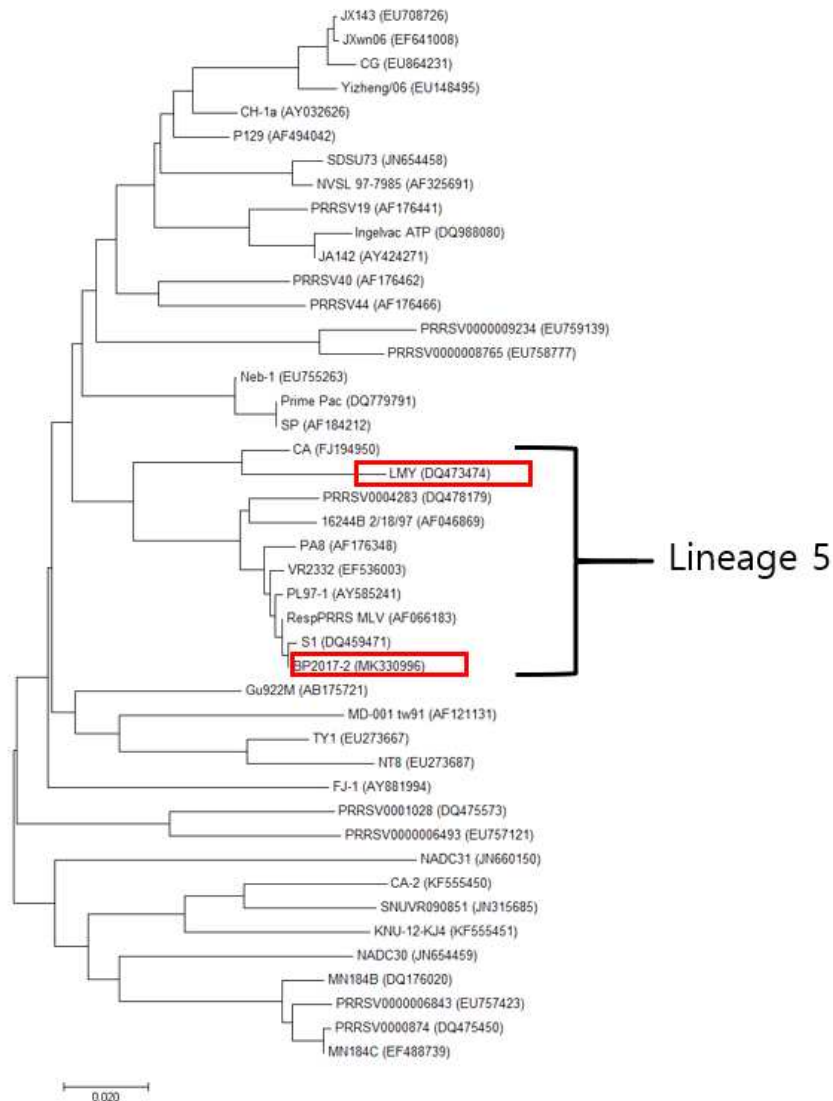 JX143 (EU708726)
JXwn06 (EF641008)
CG (EU864231)
Yizheng/06 (EU148495)
CH-1a (AY032626)
P129 (AF494042)
SDSU73 (JN654458)
NVSL 97-7985 (AF325691)
PRRSV19 (AF176441)
Ingelvac ATP (DQ988080)
JA142 (AY424271)
PRRSV40 (AF176462)
PRRSV44 (AF176466)
PRRSV0000009234 (EU759139)
PRRSV0000008765 (EU758777)
Neb-1 (EU755263)
Prime Pac (DQ779791)
SP (AF184212)
CA (FJ194950)
LMY (DQ473474)
PRRSV0004283 (DQ478179)
16244B 2/18/97 (AF046869)
PA8 (AF176348)
VR2332 (EF536003)
Lineage 5
PL97-1 (AY585241)
RespPRRS MLV (AF066183)
S1 (DQ459471)
BP2017-2 (MK330996)
Gu922M (AB175721)
MD-001 tw91 (AF121131)
TY1 (EU273667)
NT8 (EU273687)
FJ-1 (AY881994)
PRRSV0001028 (DQ475573)
PRRSV0000006493 (EU757121)
NADC31 (JN660150)
CA-2 (KF555450)
SNUVR090851 (JN315685)
KNU-12-KJ4 (KF555451)
NADC30 (JN654459)
MN184B (DQ176020)
PRRSV0000006843 (EU757423)
PRRSV0000874 (DQ475450)
MN184C (EF488739)
0.020